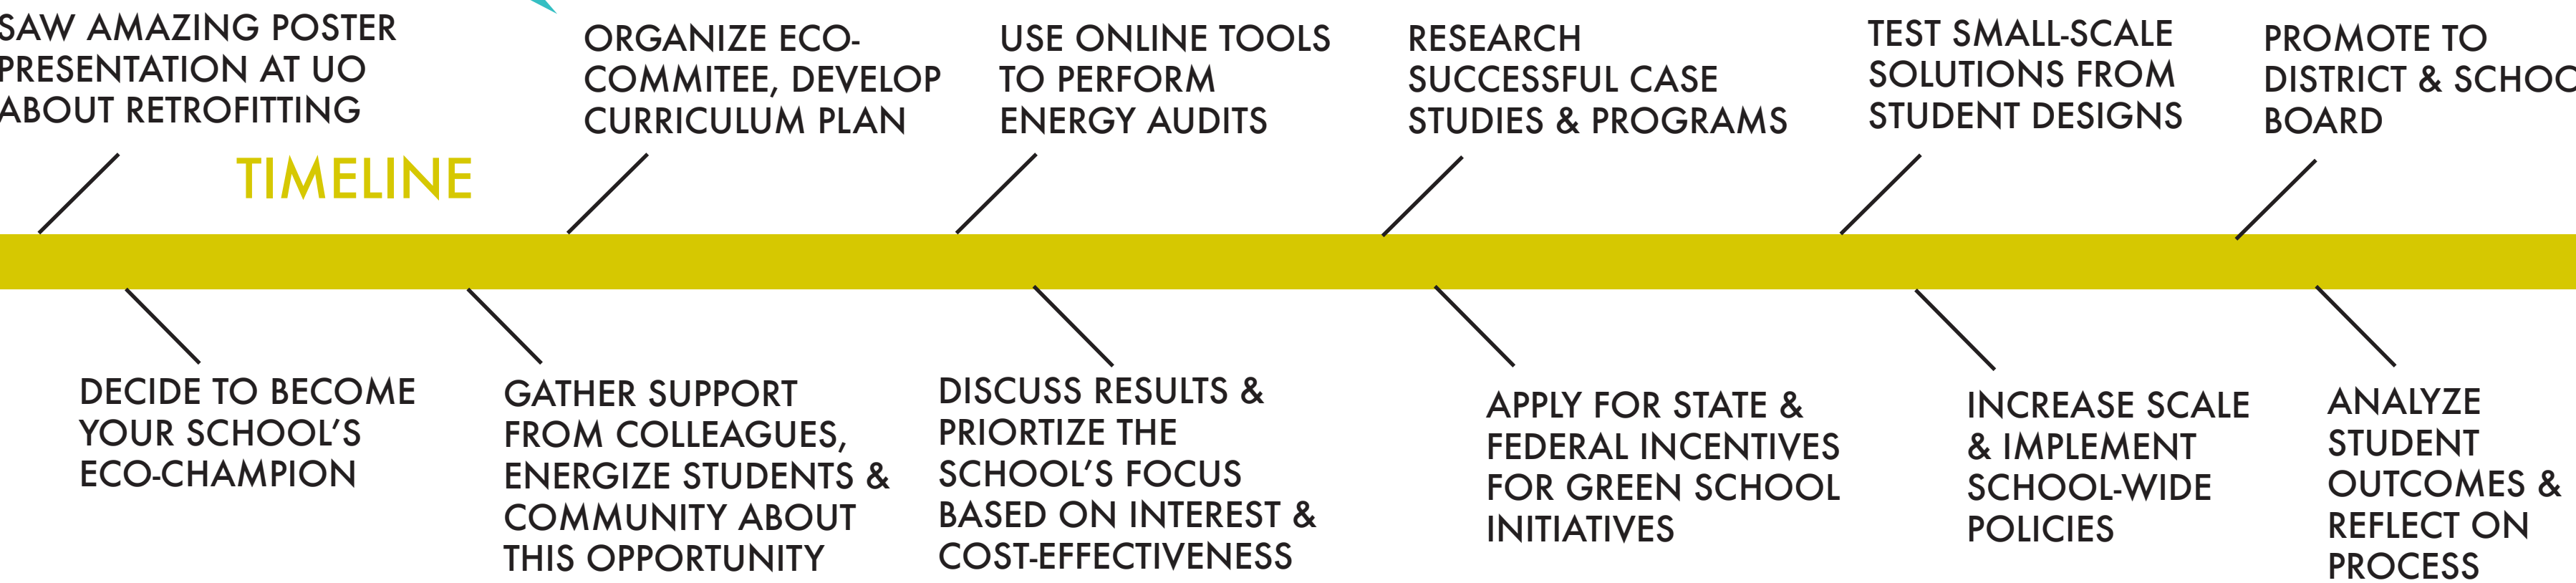 SAW AMAZING POSTER
PRESENTATION AT UO
ABOUT RETROFITTING
TIMELINE
DECIDE TO BECOME
YOUR SCHOOL'S
ECO-CHAMPION
GATHER SUPPORT
FROM COLLEAGUES,
ENERGIZE STUDENTS &
COMMUNITY ABOUT
THIS OPPORTUNITY
ORGANIZE ECO-
COMMITEE, DEVELOP
CURRICULUM PLAN
USE ONLINE TOOLS
TO PERFORM
ENERGY AUDITS
DISCUSS RESULTS &
PRIORTIZE THE
SCHOOL'S FOCUS
BASED ON INTEREST &
COST-EFFECTIVENESS
RESEARCH
SUCCESSFUL CASE
STUDIES & PROGRAMS
APPLY FOR STATE &
FEDERAL INCENTIVES
FOR GREEN SCHOOL
INITIATIVES
TEST SMALL-SCALE
SOLUTIONS FROM
STUDENT DESIGNS
INCREASE SCALE
& IMPLEMENT
SCHOOL-WIDE
POLICIES
PROMOTE TO
DISTRICT & SCHOO
BOARD
ANALYZE
STUDENT
OUTCOMES &
REFLECT ON
PROCESS